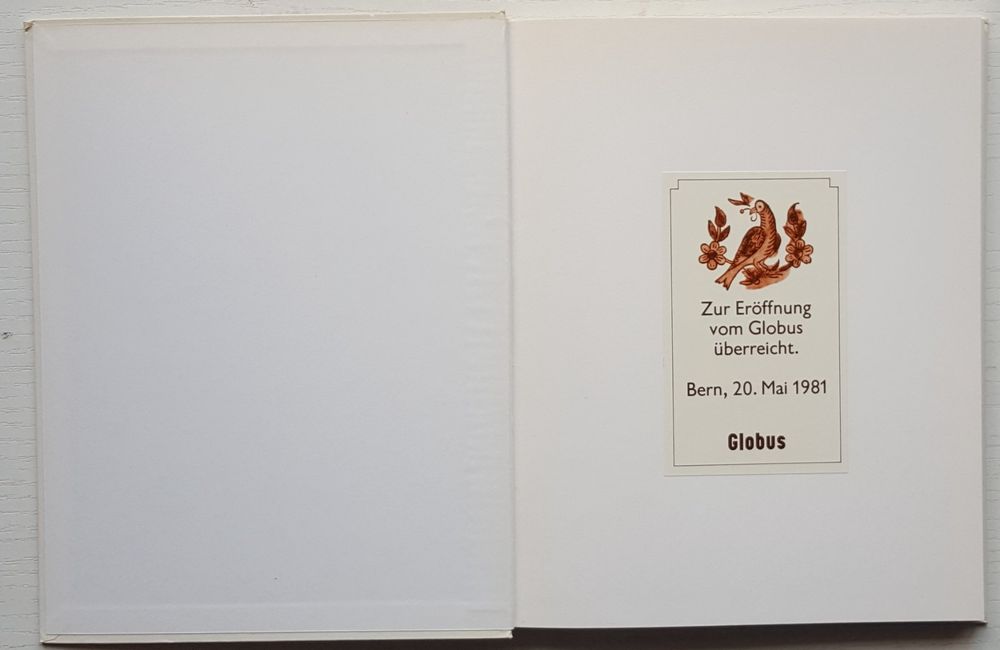 Zur Eröffnung
vom Globus
überreicht.
Bern, 20. Mai 1981
Globus